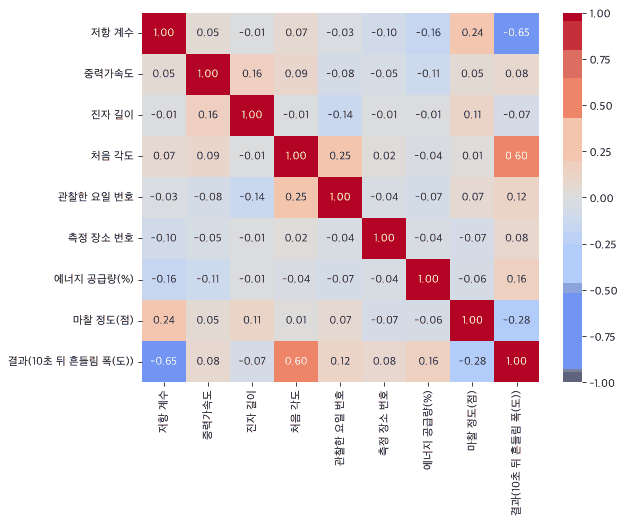 저항 계수 1.00 0.05 -0.01 0.07 -0.03 -0.10 -0.16 0.24 -0.65
중력가속도 0.05 1.00 0.16 0.09 -0.08 -0.05 -0.11 0.05 0.08
진자 길이 -0.01 0.16 1.00 -0.01 -0.14 -0.01 -0.01 0.11 -0.07
처음 각도 0.07 0.09 -0.01 1.00 0.25 0.02 -0.04 0.01 0.60
관찰한 요일 번호 -0.03 -0.08 -0.14 0.25 1.00 -0.04 -0.07 0.07 0.12
측정 장소 번호 -0.10 -0.05 -0.01 0.02 -0.04 1.00 -0.04 -0.07 0.08
에너지 공급량(%) -0.16 -0.11 -0.01 -0.04 -0.07 -0.04 1.00 -0.06 0.16
마찰 정도(점) 0.24 0.05 0.11 0.01 0.07 -0.07 -0.06 1.00 -0.28
결과(10초 뒤 흔들림 폭(도)) -0.65 0.08 -0.07 0.60 0.12 0.08 0.16 -0.28 1.00
저항 계수
중력가속도
진자 길이
처음 각도
관찰한 요일 번호
측정 장소 번호
에너지 공급량(%)
마찰 정도(점)
결과(10초 뒤 흔들림 폭(도))
1.00
0.75
0.50
0.25
0.00
-0.25
-0.50
-0.75
-1.00